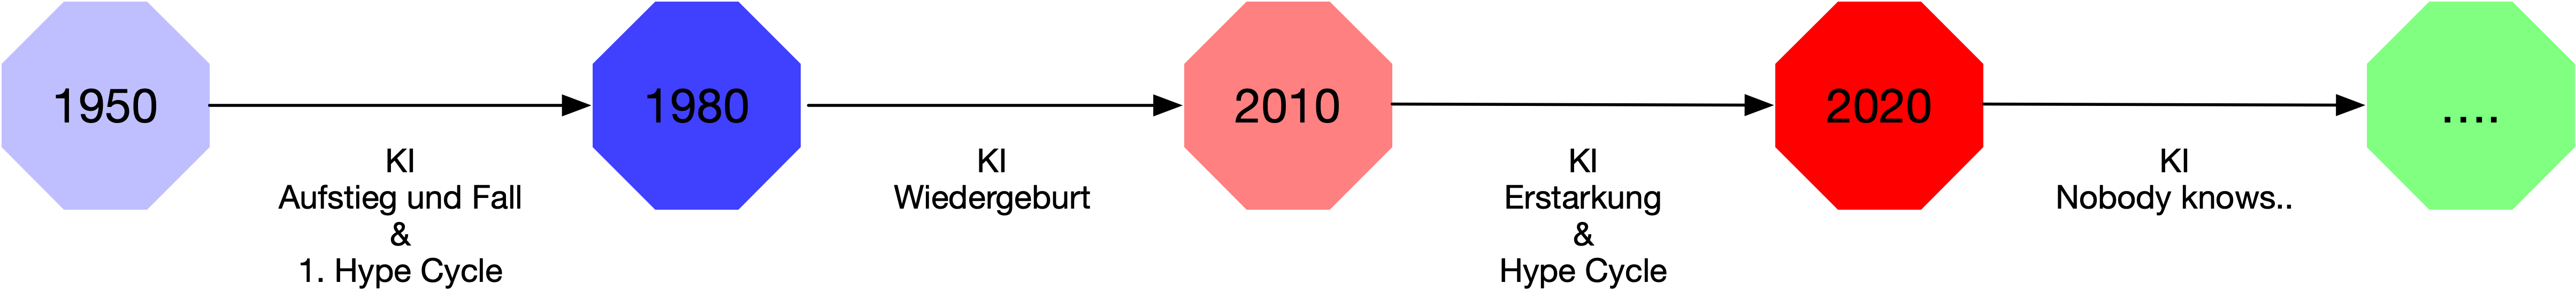 1950
KI
Aufstieg und Fall
&
1. Hype Cycle
1980
KI
Wiedergeburt
2010
KI
Erstarkung
&
Hype Cycle
2020
KI
Nobody knows..
....